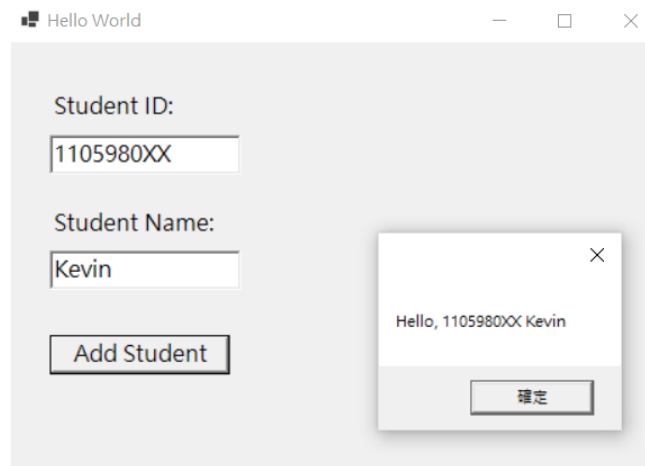 Hello World
Student ID:
1105980XX
Student Name:
Kevin
Add Student
Hello, 1105980XX Kevin
確定